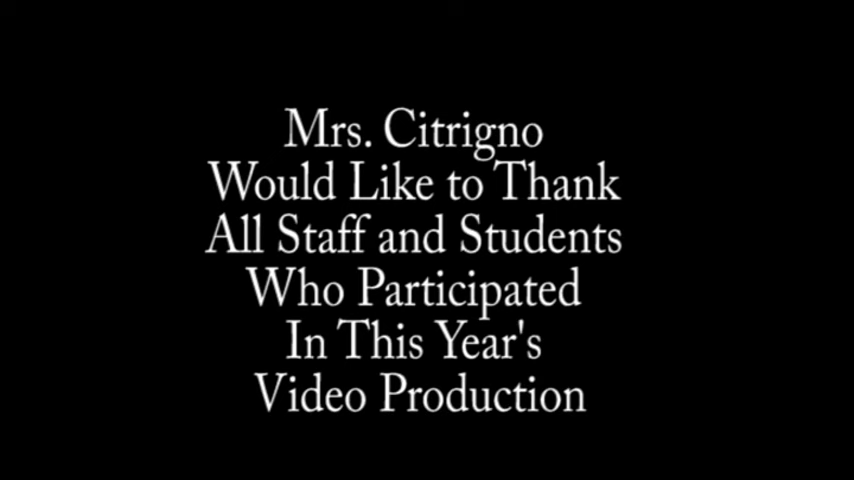 Mrs. Citrigno
Would Like to Thank
All Staff and Students
Who Participated
In This Year's
Video Production